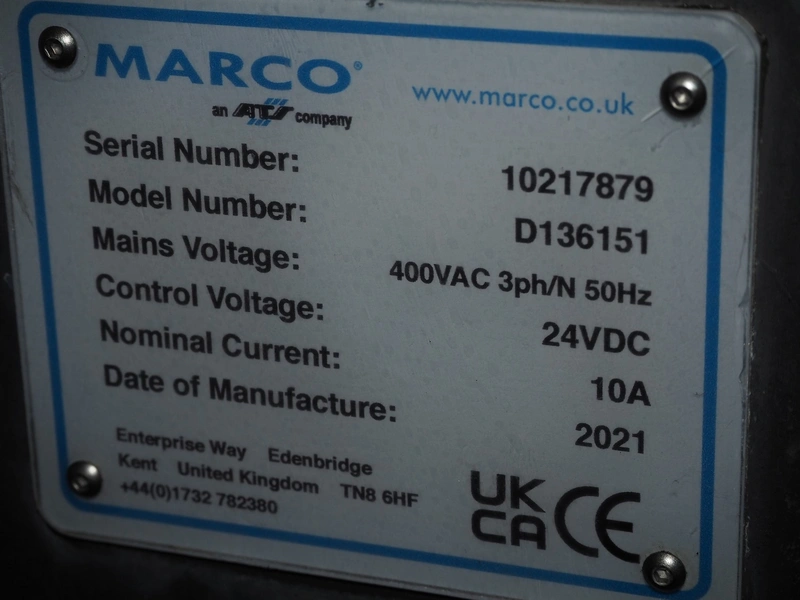 MARCO®
an ATS company
www.marco.co.uk
Serial Number: 10217879
Model Number: D136151
Mains Voltage: 400VAC 3ph/N 50Hz
Control Voltage: 24VDC
Nominal Current: 10A
Date of Manufacture: 2021
Enterprise Way Edenbridge
Kent United Kingdom TN8 6HF
+44(0)1732 782380
UK
CA CE